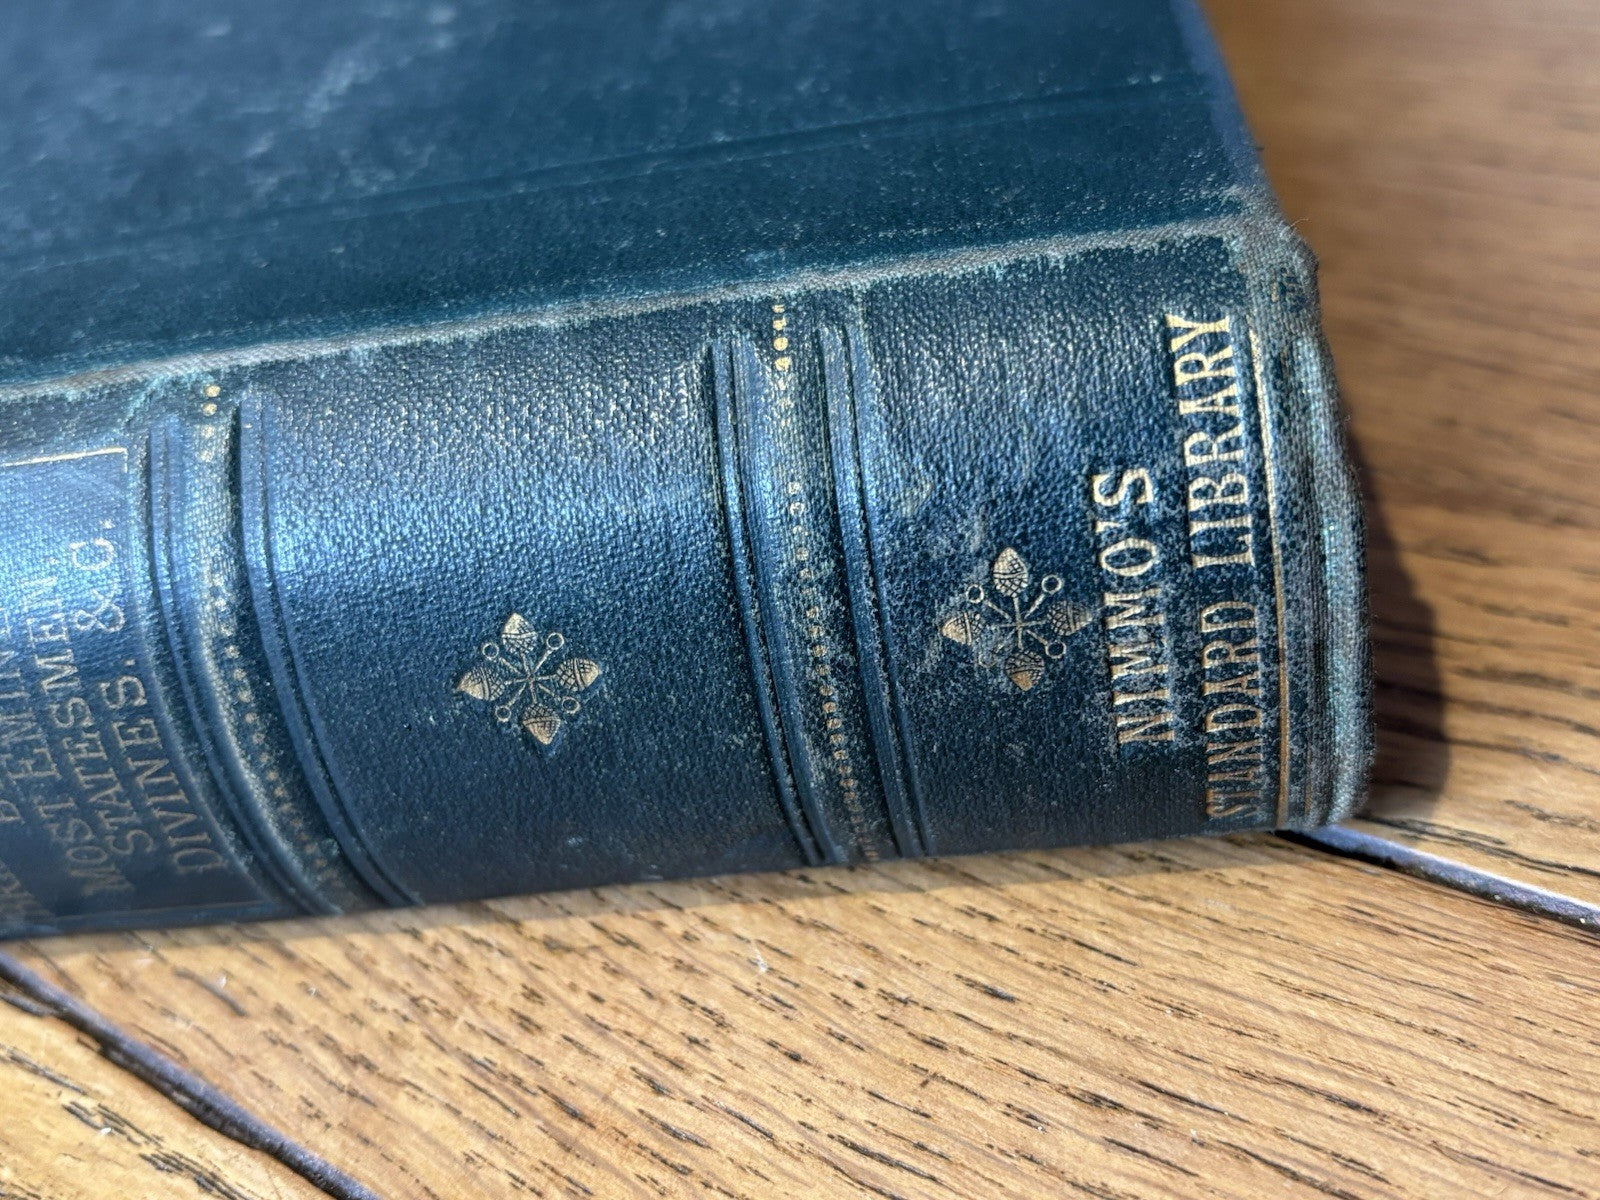 MOST EMINENT
STATESMEN,
DIVINES. &C.
NIMMO'S
STANDARD LIBRARY